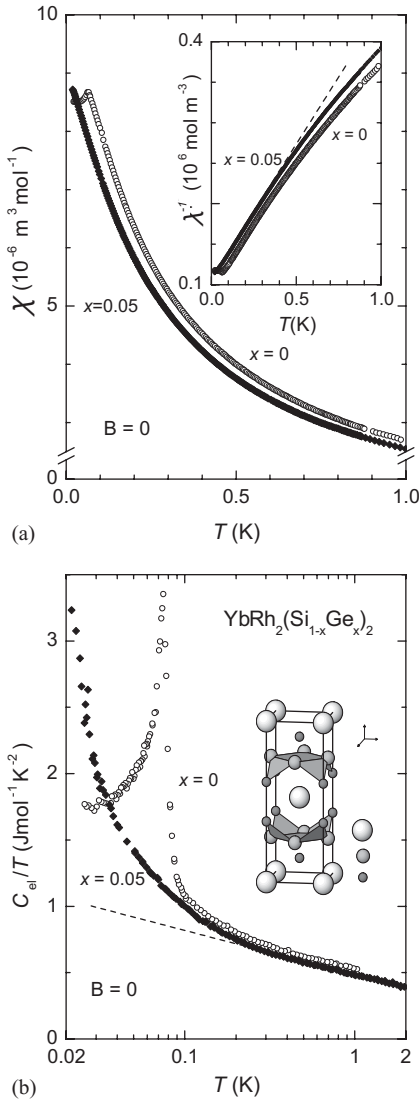 10
χ (10⁻⁶ m³ mol⁻¹)
5
0
0.4
χ⁻¹ (10⁶ mol m⁻³)
0.1
x = 0.05
x = 0
0.0
0.5
1.0
T(K)
x=0.05
x = 0
B = 0
0.0
0.5
1.0
T (K)
(a)
YbRh₂(Si₁₋ₓGeₓ)₂
3
2
1
0
C_el/T (Jmol⁻¹ K⁻²)
x = 0
x = 0.05
B = 0
0.02
0.1
1
2
T (K)
(b)